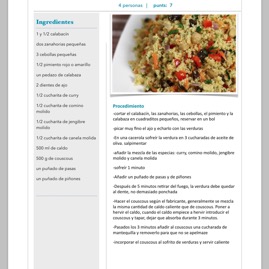 4 personas | punto 7
Ingredientes
1 y 1/2 calabacín
dos zanahorias pequeñas
3 cebollas pequeñas
1/2 pimiento rojo o amarillo
un pedazo de calabaza
2 dientes de ajo
1/2 cucharita de curry
1/2 cucharita de comino
molido
1/2 cucharita de jengibre
molido
1/2 cucharita de canela molida
500 ml de caldo
500 g de couscous
un puñado de pasas
un puñado de piñones
Procedimiento
-cortar el calabacín, las zanahorias, las cebollas, el pimiento y la
calabaza en cuadraditos pequeños, reservar en un bol
-picar muy fino el ajo y echarlo con las verduras
-En una cacerola sofreír la verdura en 3 cucharadas de aceite de
oliva. salpimentar
-añadir la mezcla de las especias: curry, comino molido, jengibre
molido y canela molida
-sofreír 1 minuto
-Añadir un puñado de pasas y de piñones
-Después de 5 minutos retirar del fuego, la verdura debe quedar
al dente, no demasiado ponchada
-Hacer el couscous según el fabricante, generalmente se mezcla
la misma cantidad de caldo caliente que de couscous. Poner a
hervir el caldo, cuando el caldo empiece a hervir introducir el
couscous y tapar, dejar que absorba durante 3 minutos.
-Pasados los 3 minutos añadir al couscous una cucharada de
mantequilla y removerlo para que no se apelmaze
-incorporar el couscous al sofrito de verduras y servir caliente